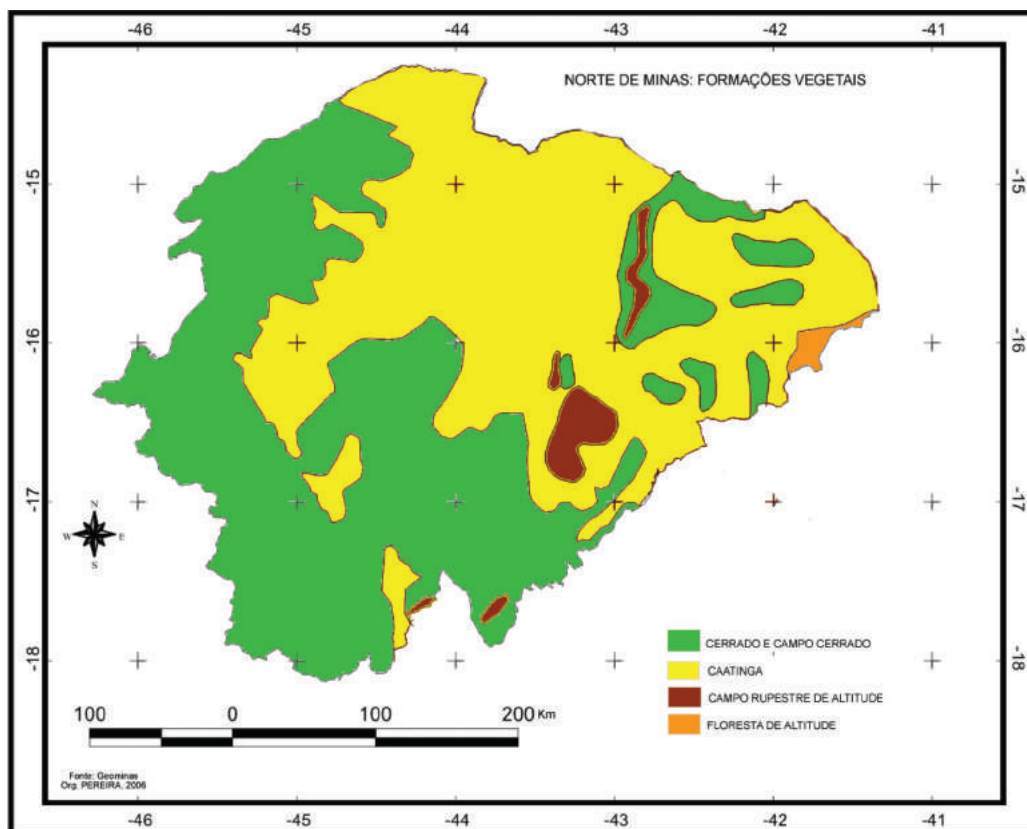 -46 -45 -44 -43 -42 -41
NORTE DE MINAS: FORMAÇÕES VEGETAIS
-15 -15
-16 -16
-17 -17
N
W E
S
-18 -18
CERRADO E CAMPO CERRADO
CAATINGA
CAMPO RUPESTRE DE ALTITUDE
FLORESTA DE ALTITUDE
100 0 100 200 Km
Fonte: Geominas
Org. PEREIRA, 2006
-46 -45 -44 -43 -42 -41